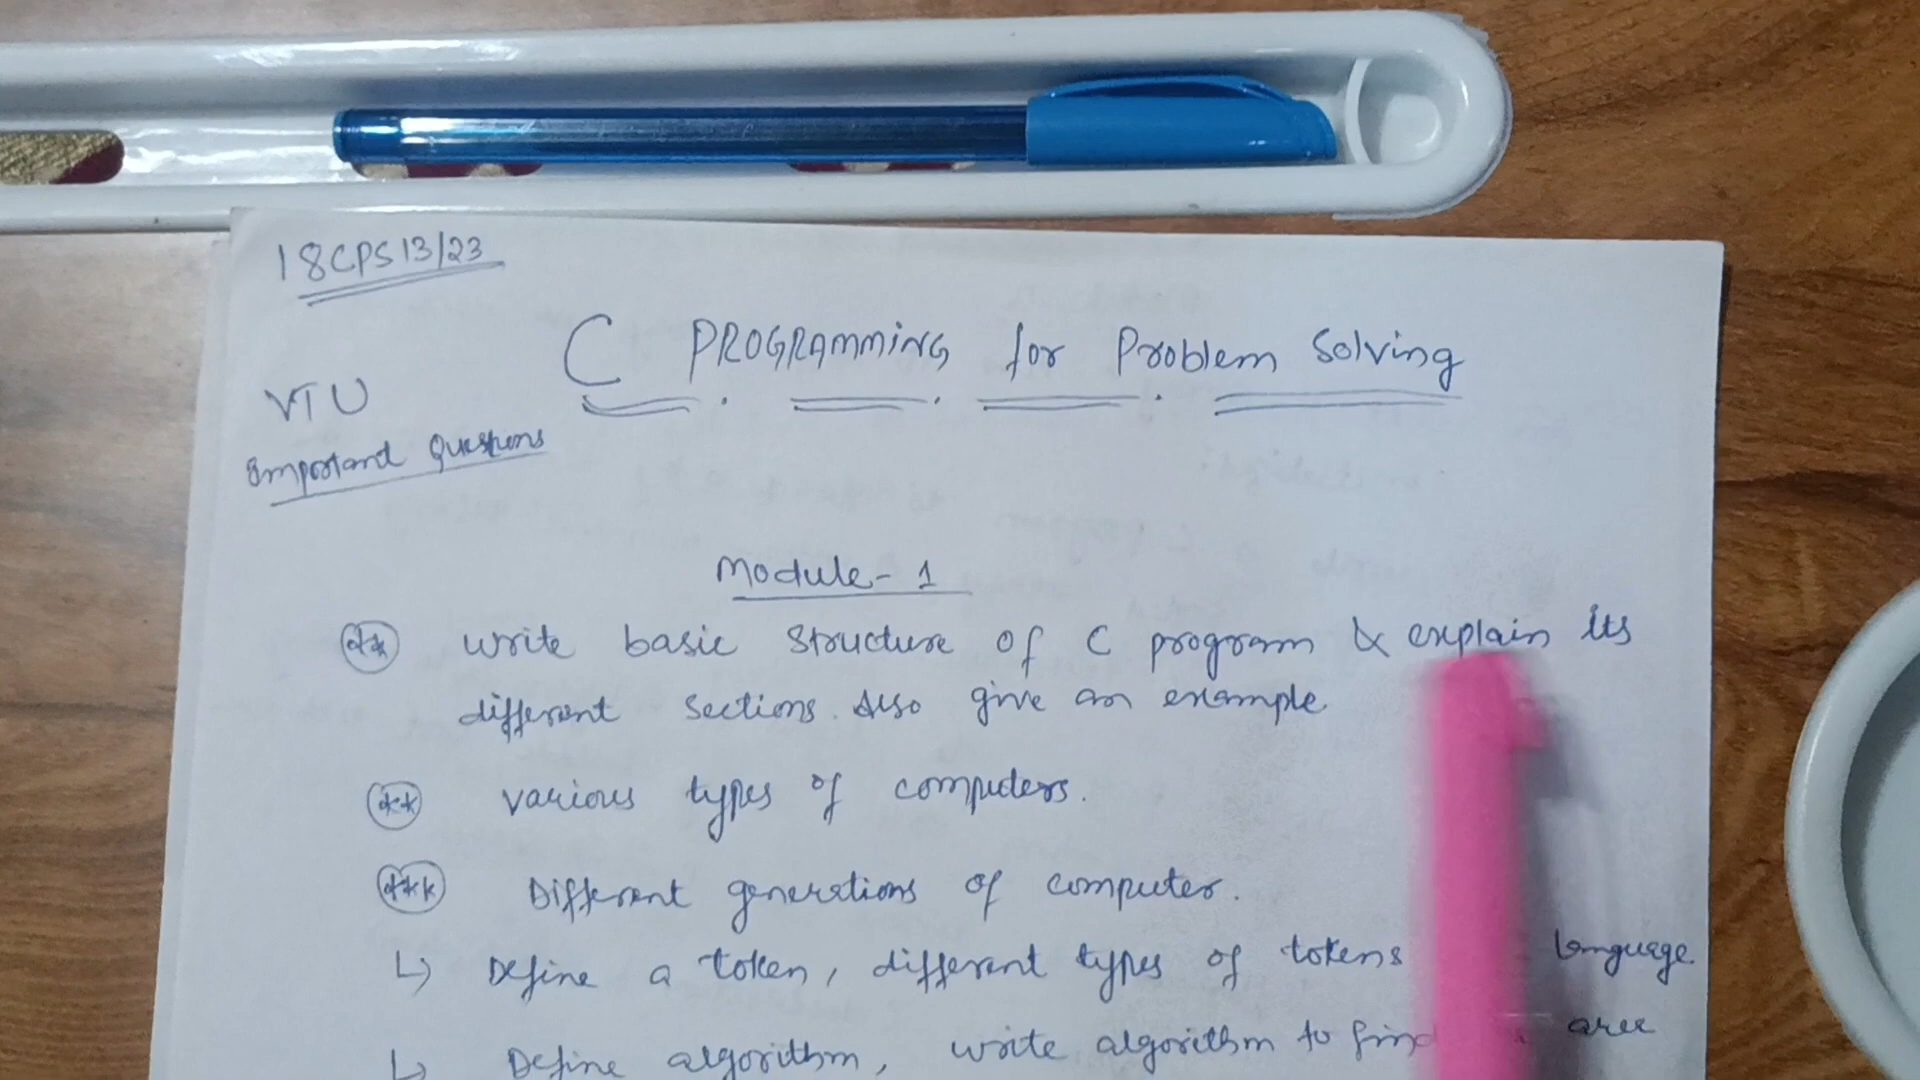 18CPS13/23
C PROGRAMMING for Problem Solving
VTU
Important Questions
Module-1
** write basic structure of C program & explain its
different sections. Also give an example
** various types of computers.
*** Different generations of computer.
↳ Define a token, different types of tokens language.
↳ Define algorithm, write algorithm to find area